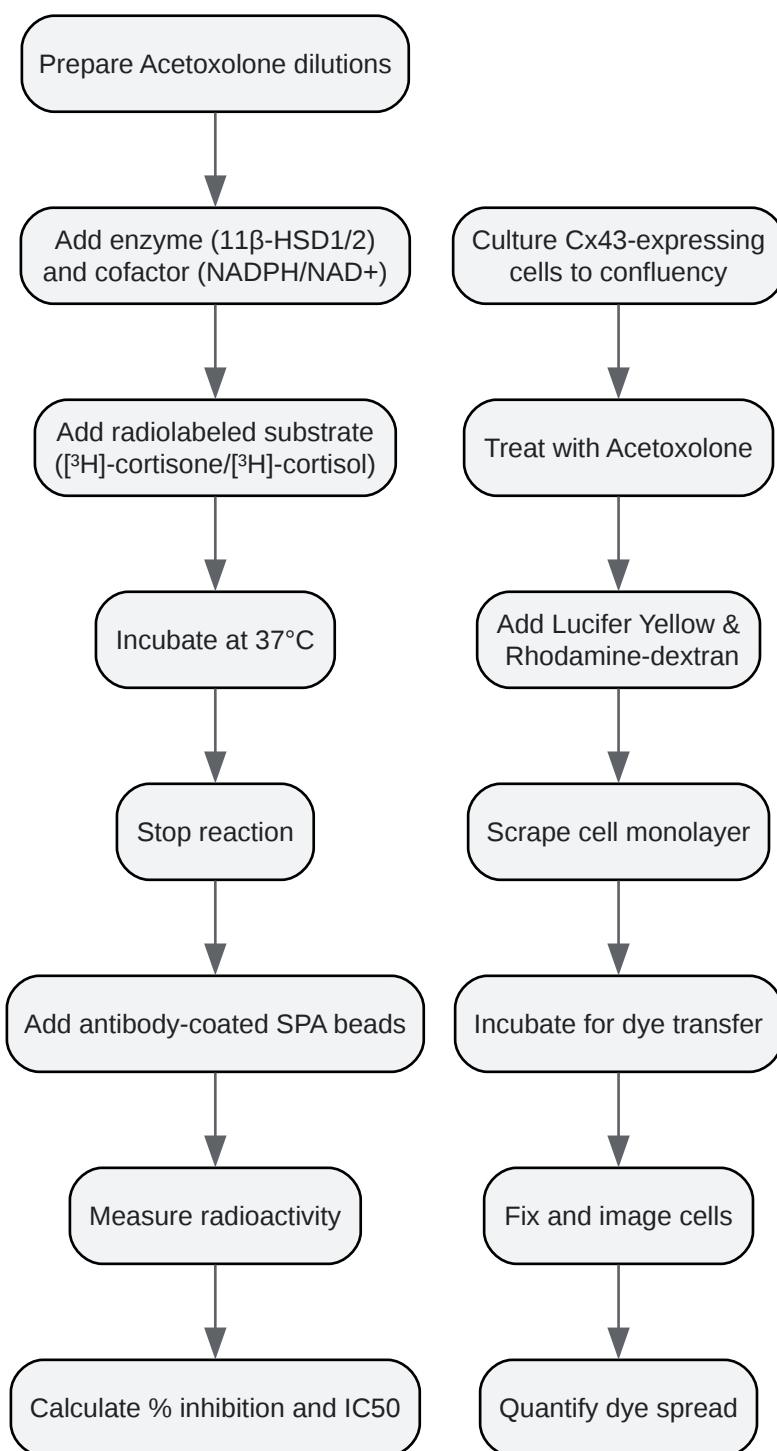 Prepare Acetoxolone dilutions
Add enzyme (11β-HSD1/2)
and cofactor (NADPH/NAD+)
Add radiolabeled substrate
([³H]-cortisone/[³H]-cortisol)
Incubate at 37°C
Stop reaction
Add antibody-coated SPA beads
Measure radioactivity
Calculate % inhibition and IC50
Culture Cx43-expressing
cells to confluency
Treat with Acetoxolone
Add Lucifer Yellow &
Rhodamine-dextran
Scrape cell monolayer
Incubate for dye transfer
Fix and image cells
Quantify dye spread